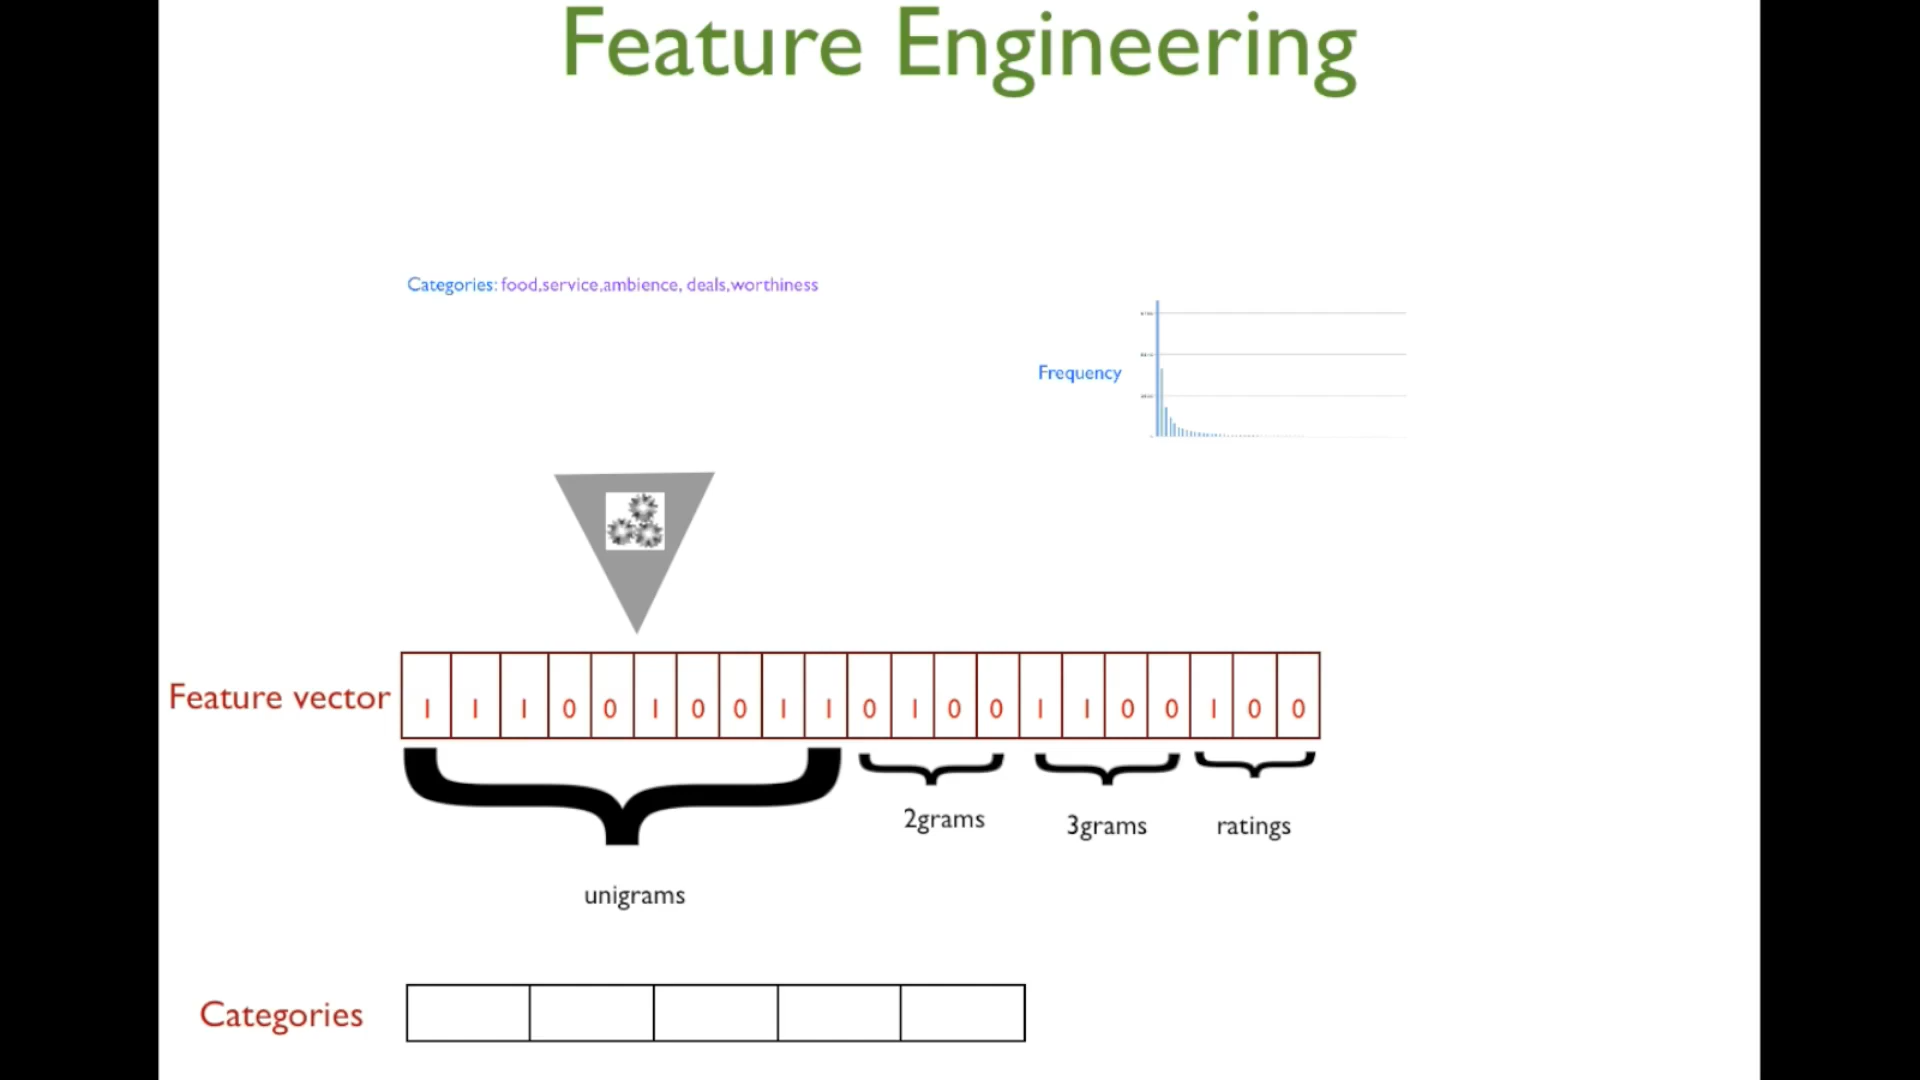 Feature Engineering
Categories: food,service,ambience, deals,worthiness
Frequency
Feature vector
1 1 1 0 0 1 0 0 1 1 0 1 0 0 1 1 0 0 1 0 0
2grams
3grams
ratings
unigrams
Categories